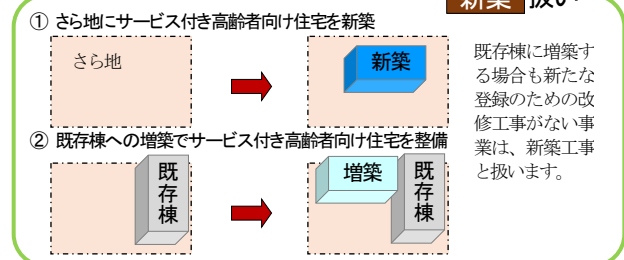 新築 扱い
① さら地にサービス付き高齢者向け住宅を新築
さら地
新築
既存棟に増築す
る場合も新たな
登録のための改
修工事がない事
業は、新築工事
と扱います。
② 既存棟への増築でサービス付き高齢者向け住宅を整備
既存棟
増築
既存棟